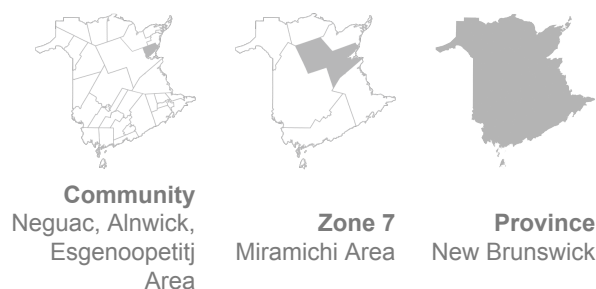 Community
Neguac, Alnwick,
Esgenoopetitj
Area
Zone 7
Miramichi Area
Province
New Brunswick